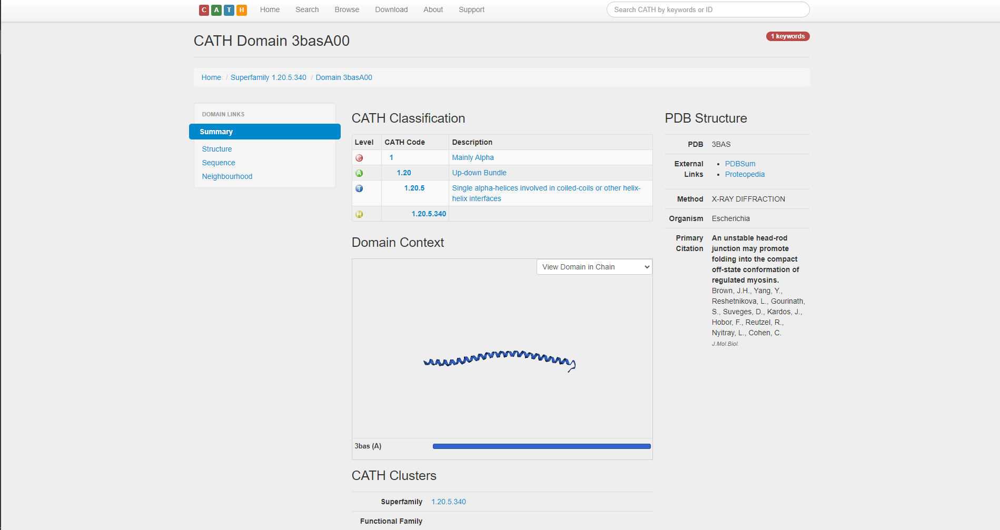 C A T H Home Search Browse Download About Support Search CATH by keywords or ID
CATH Domain 3basA00
1 keywords
Home / Superfamily 1.20.5.340 / Domain 3basA00
DOMAIN LINKS
Summary
Structure
Sequence
Neighbourhood
CATH Classification
Level CATH Code Description
C 1 Mainly Alpha
A 1.20 Up-down Bundle
T 1.20.5 Single alpha-helices involved in coiled-coils or other helix-
helix interfaces
H 1.20.5.340
Domain Context
View Domain in Chain
3bas (A)
CATH Clusters
Superfamily 1.20.5.340
Functional Family
PDB Structure
PDB 3BAS
External
Links
• PDBSum
• Proteopedia
Method X-RAY DIFFRACTION
Organism Escherichia
Primary
Citation
An unstable head-rod
junction may promote
folding into the compact
off-state conformation of
regulated myosins.
Brown, J.H., Yang, Y.,
Reshetnikova, L., Gourinath,
S., Suveges, D., Kardos, J.,
Hobor, F., Reutzel, R.,
Nyitray, L., Cohen, C.
J.Mol.Biol.